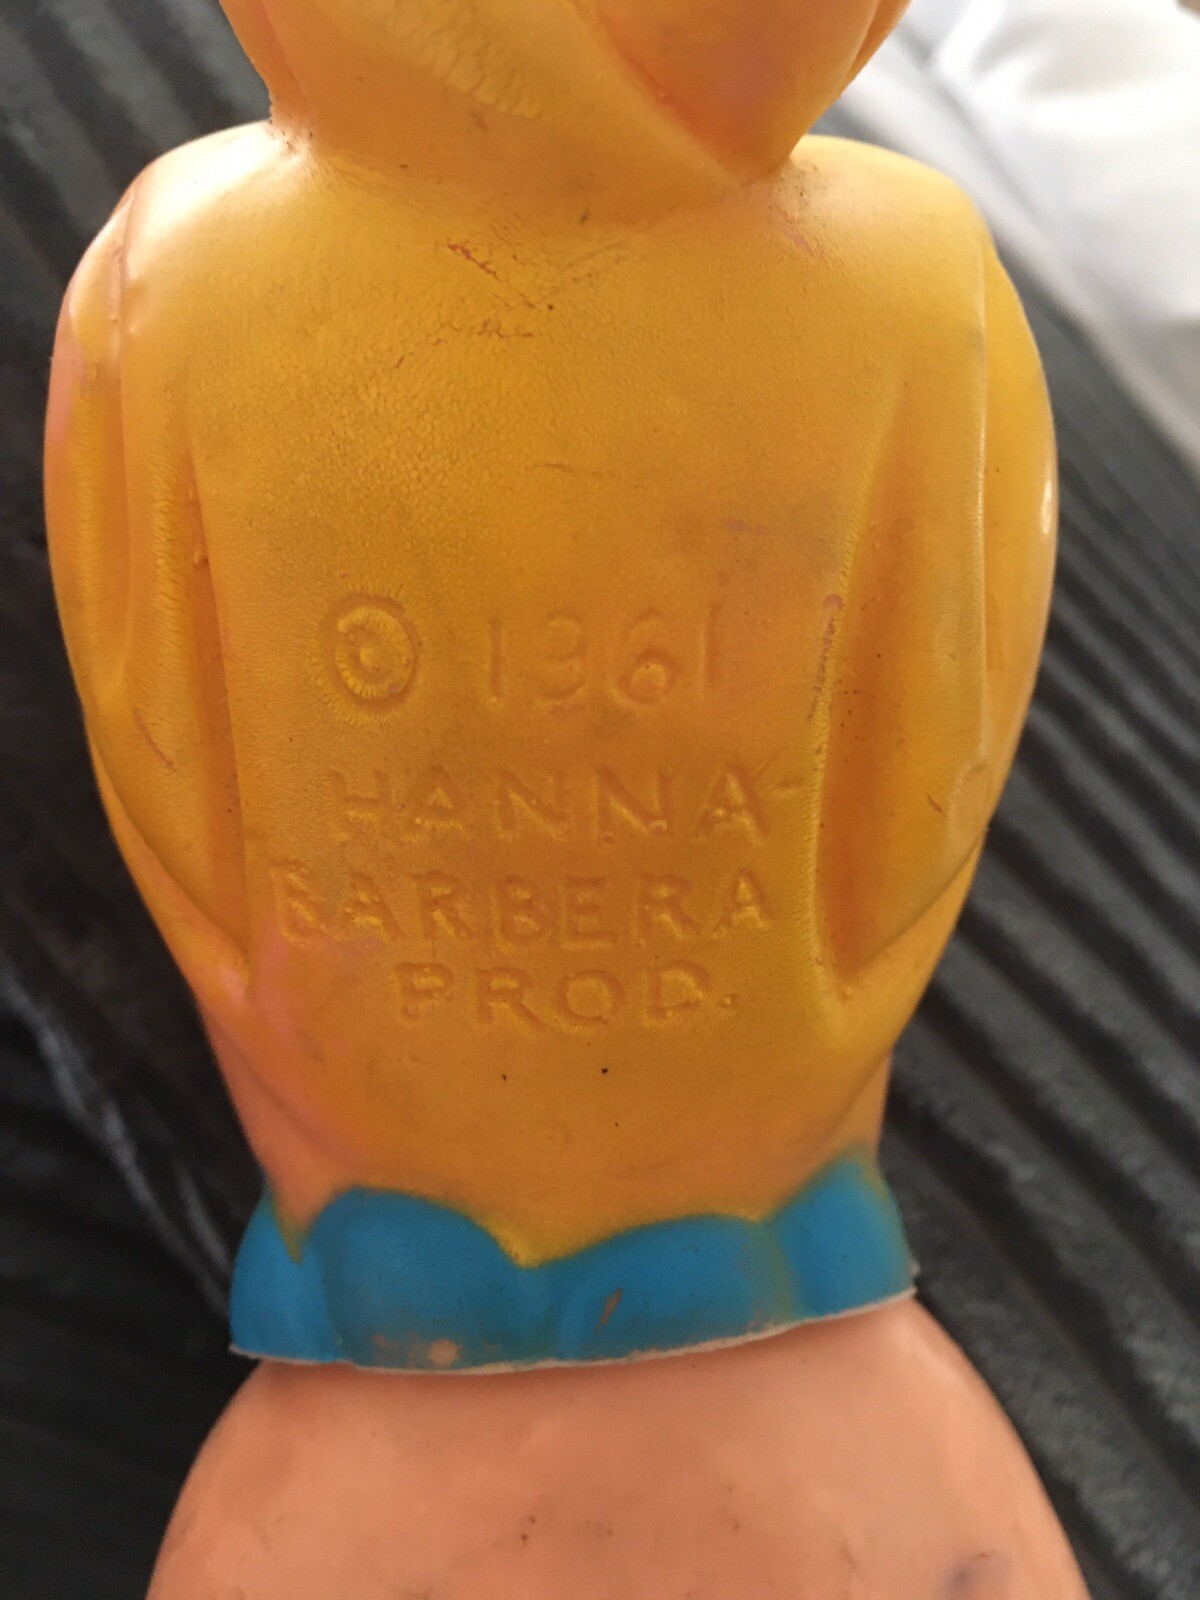 © 1961
HANNA-
BARBERA
PROD.